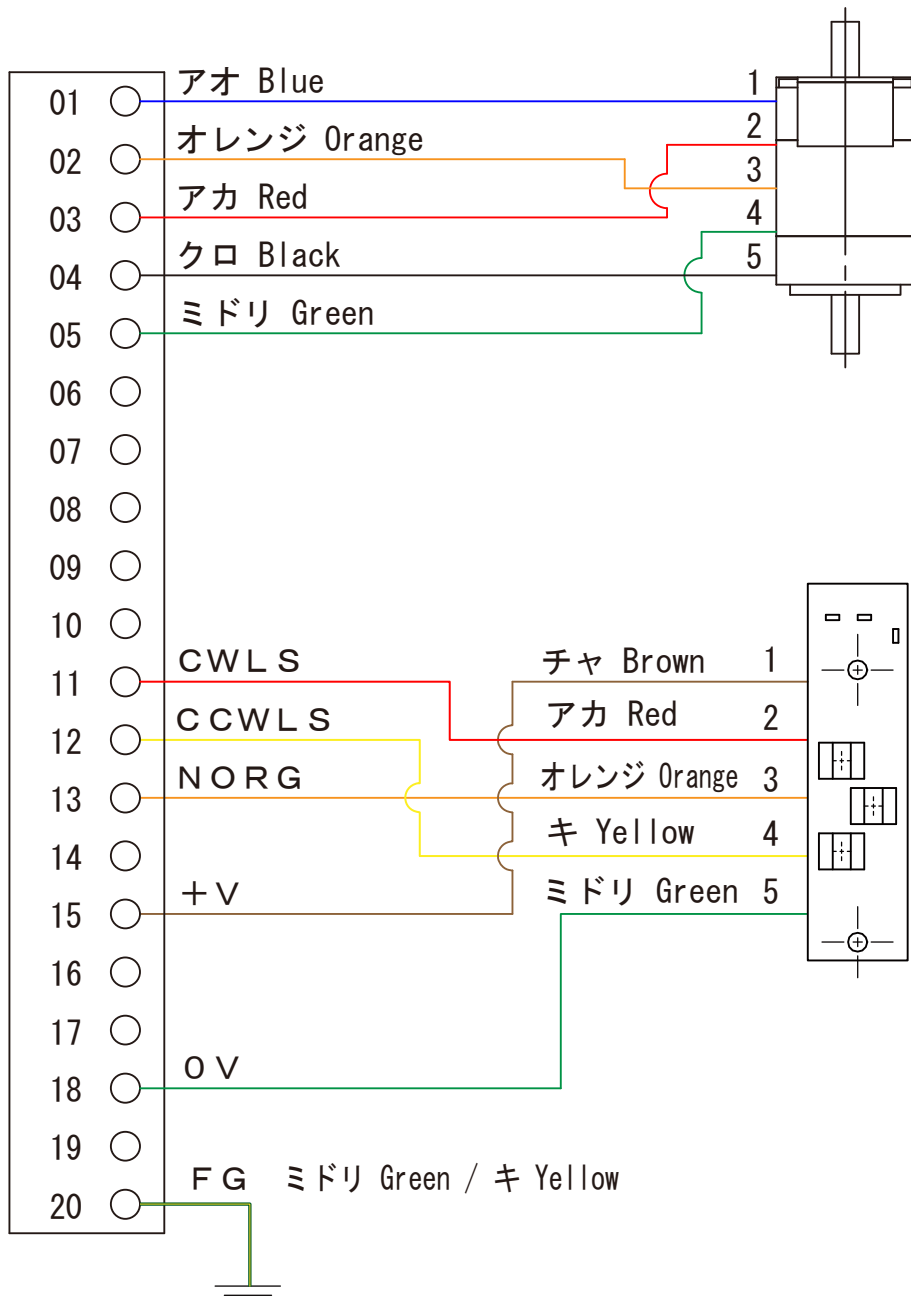 01 アオ Blue 1
2
02 オレンジ Orange
3
03 アカ Red
4
04 クロ Black 5
05 ミドリ Green
06
07
08
09
10
11 CWLS チャ Brown 1
アカ Red 2
12 CCWLS
13 NORG オレンジ Orange 3
キ Yellow 4
14
15 +V ミドリ Green 5
16
17
18 0V
19
20 FG ミドリ Green / キ Yellow